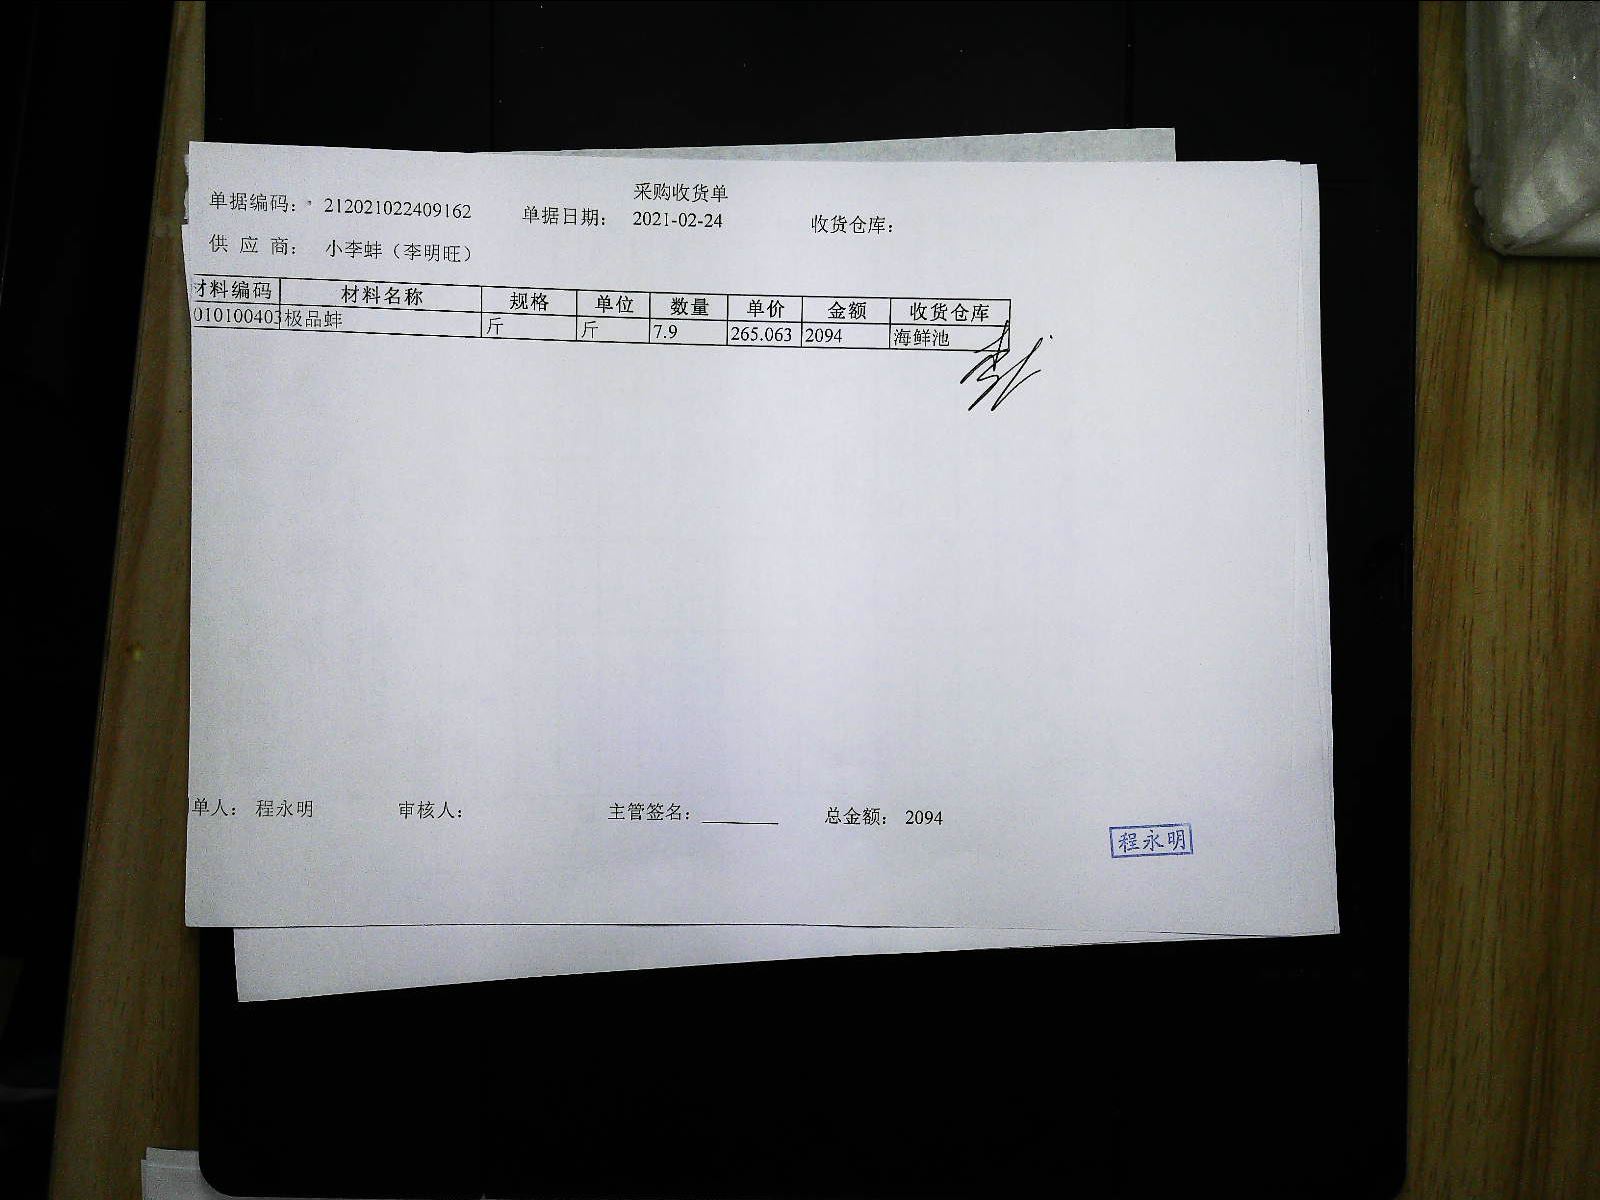 采购收货单
单据编码: 212021022409162 单据日期: 2021-02-24 收货仓库:
供 应 商: 小李蚌（李明旺）
材料编码 材料名称 规格 单位 数量 单价 金额 收货仓库
010100403 极品蚌 斤 斤 7.9 265.063 2094 海鲜池
单人: 程永明 审核人: 主管签名: ________ 总金额: 2094
程永明